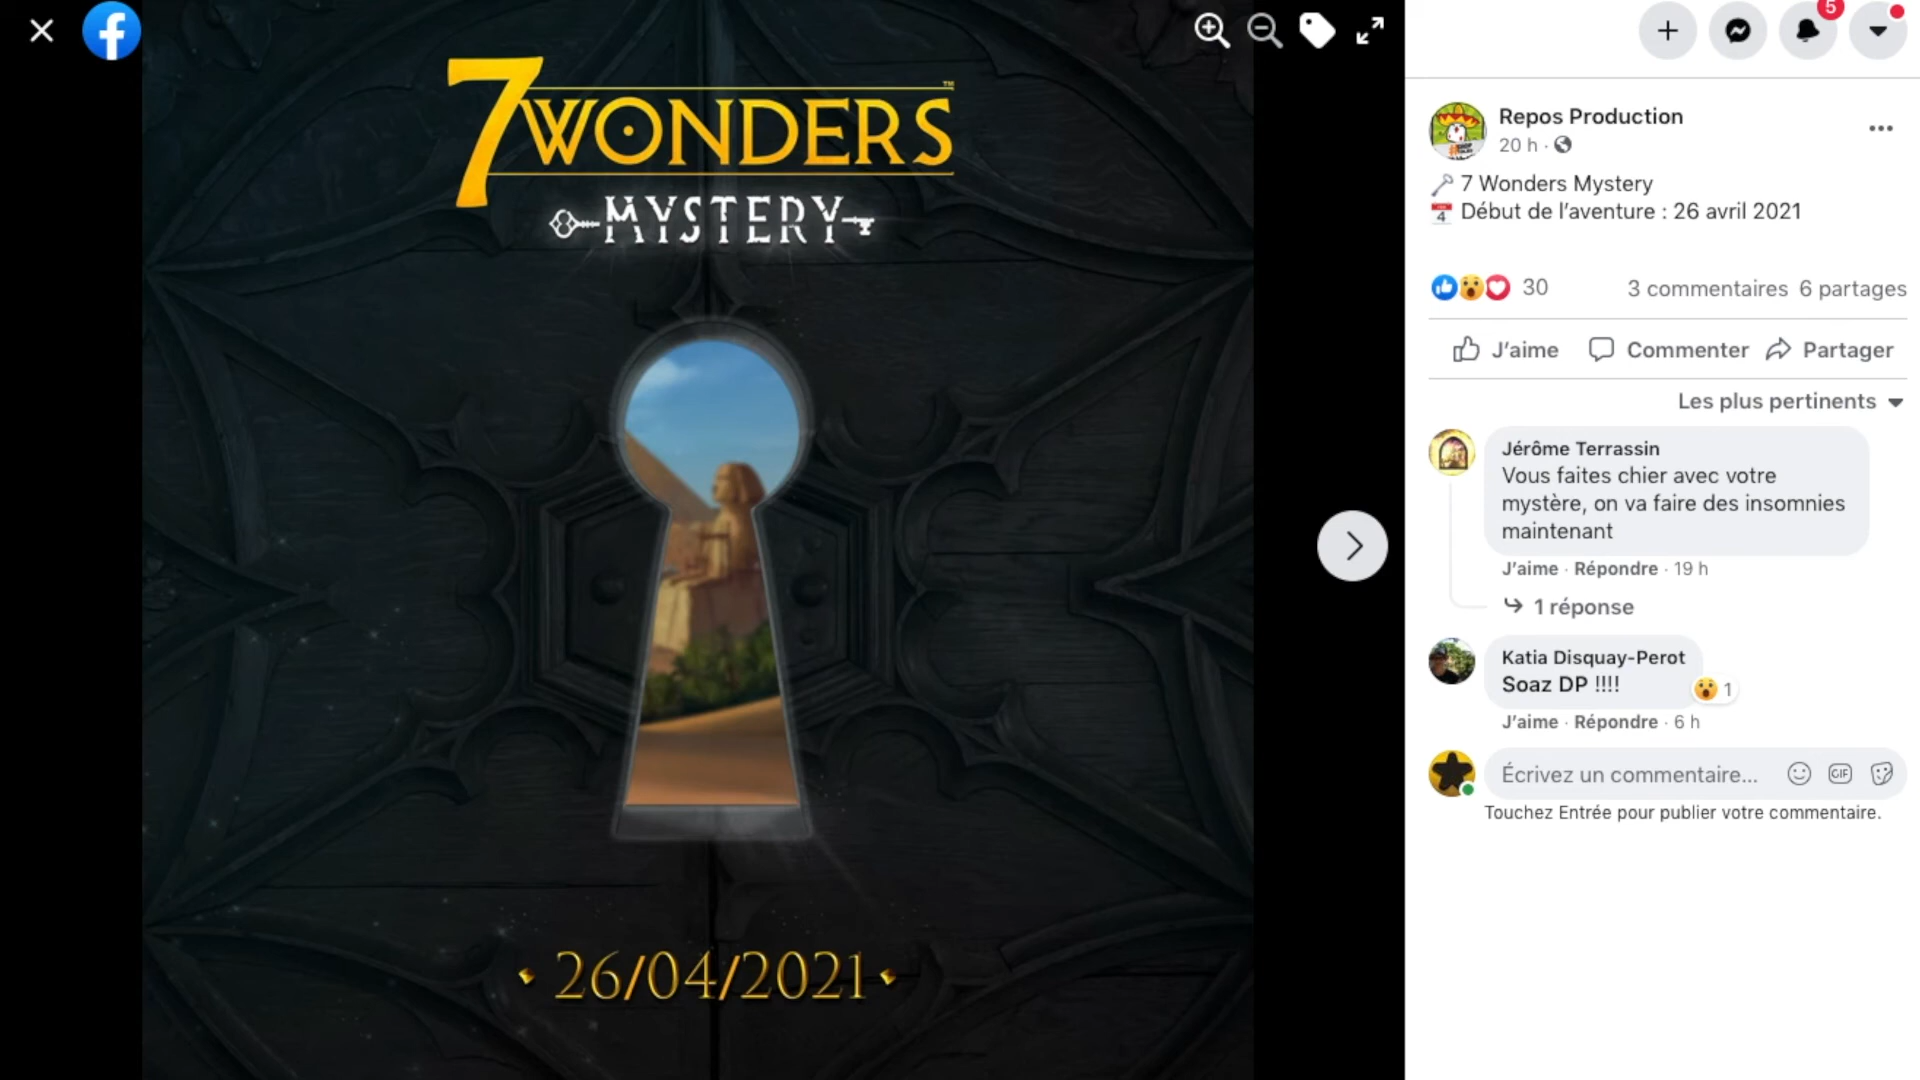 7 WONDERS™
MYSTERY
26/04/2021
5
Repos Production
20 h ·
7 Wonders Mystery
Début de l’aventure : 26 avril 2021
30
3 commentaires 6 partages
J’aime Commenter Partager
Les plus pertinents
Jérôme Terrassin
Vous faites chier avec votre
mystère, on va faire des insomnies
maintenant
J’aime · Répondre · 19 h
1 réponse
Katia Disquay-Perot
Soaz DP !!!!
1
J’aime · Répondre · 6 h
Écrivez un commentaire...
GIF
Touchez Entrée pour publier votre commentaire.